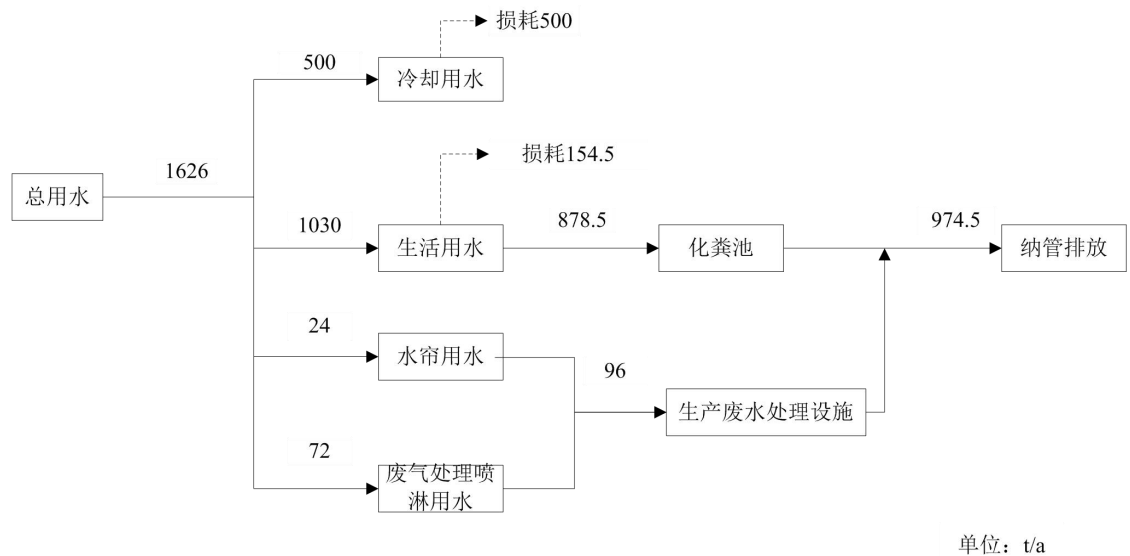 损耗500
500
冷却用水
损耗154.5
1626
总用水
1030
生活用水
878.5
化粪池
974.5
纳管排放
24
水帘用水
96
生产废水处理设施
72
废气处理喷
淋用水
单位：t/a